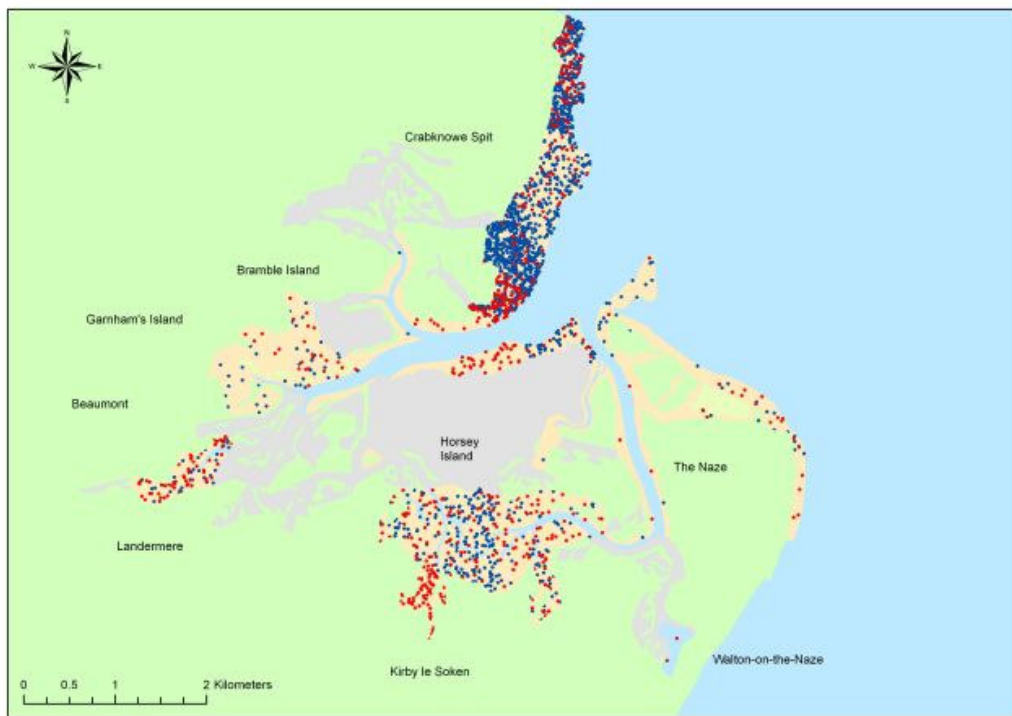 N
W E
S
Crabknowe Spit
Bramble Island
Garnham's Island
Beaumont
Horsey
Island
The Naze
Landermere
Walton-on-the-Naze
Kirby le Soken
0 0.5 1 2 Kilometers